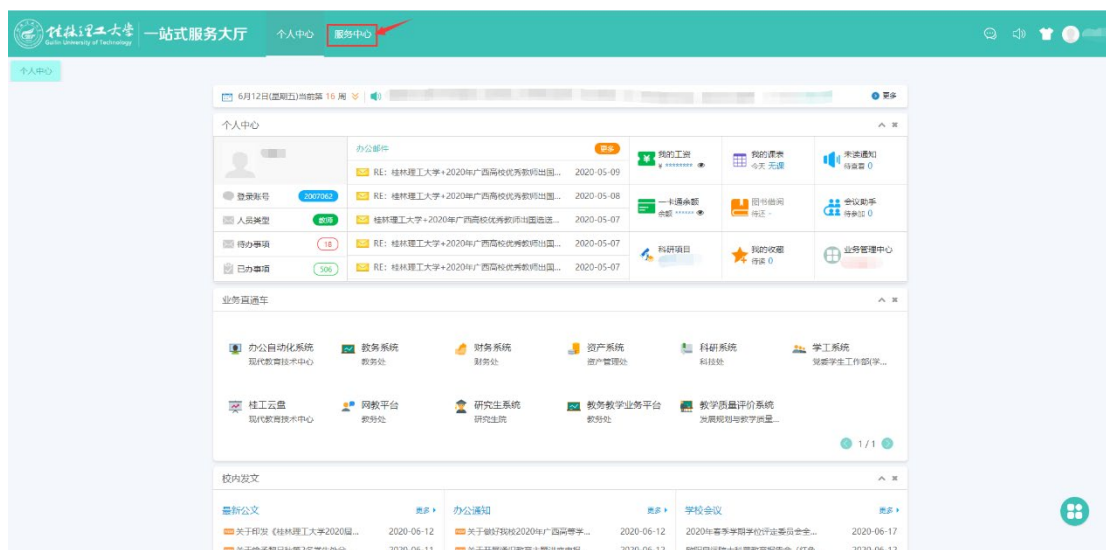 桂林理工大学 一站式服务大厅 个人中心 服务中心
Guilin University of Technology
个人中心
6月12日(星期五)当前第 16 周 更多
个人中心
办公邮件 更多
RE: 桂林理工大学+2020年广西高校优秀教师出国... 2020-05-09
RE: 桂林理工大学+2020年广西高校优秀教师出国... 2020-05-08
桂林理工大学+2020年广西高校优秀教师出国选送... 2020-05-07
RE: 桂林理工大学+2020年广西高校优秀教师出国... 2020-05-07
RE: 桂林理工大学+2020年广西高校优秀教师出国... 2020-05-07
登录账号 2007062
人员类型 教师
待办事项 18
已办事项 506
我的工资
¥ ********
我的课表
今天 无课
未读通知
待查看 0
一卡通余额
余额 ******
图书借阅
待还 -
会议助手
待参加 0
科研项目
我的收藏
待读 0
业务管理中心
业务直通车
办公自动化系统 教务系统 财务系统 资产系统 科研系统 学工系统
现代教育技术中心 教务处 财务处 资产管理处 科技处 党委学生工作部(学...
桂工云盘 网教平台 研究生系统 教务教学业务平台 教学质量评价系统
现代教育技术中心 教务处 研究生院 教务处 发展规划与教学质量...
1/1
校内发文
最新公文 更多 办公通知 更多 学校会议 更多
关于印发《桂林理工大学2020届... 2020-06-12 关于做好我校2020年广西高等学... 2020-06-12 2020年春季学期学位评定委员会全... 2020-06-17